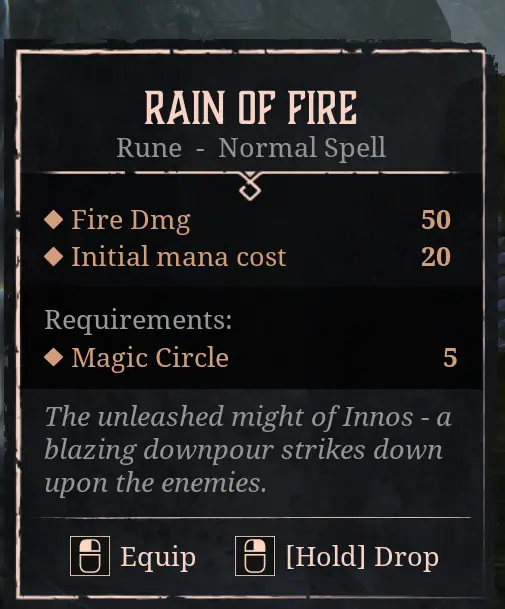 RAIN OF FIRE
Rune - Normal Spell
Fire Dmg 50
Initial mana cost 20
Requirements:
Magic Circle 5
The unleashed might of Innos - a
blazing downpour strikes down
upon the enemies.
Equip [Hold] Drop